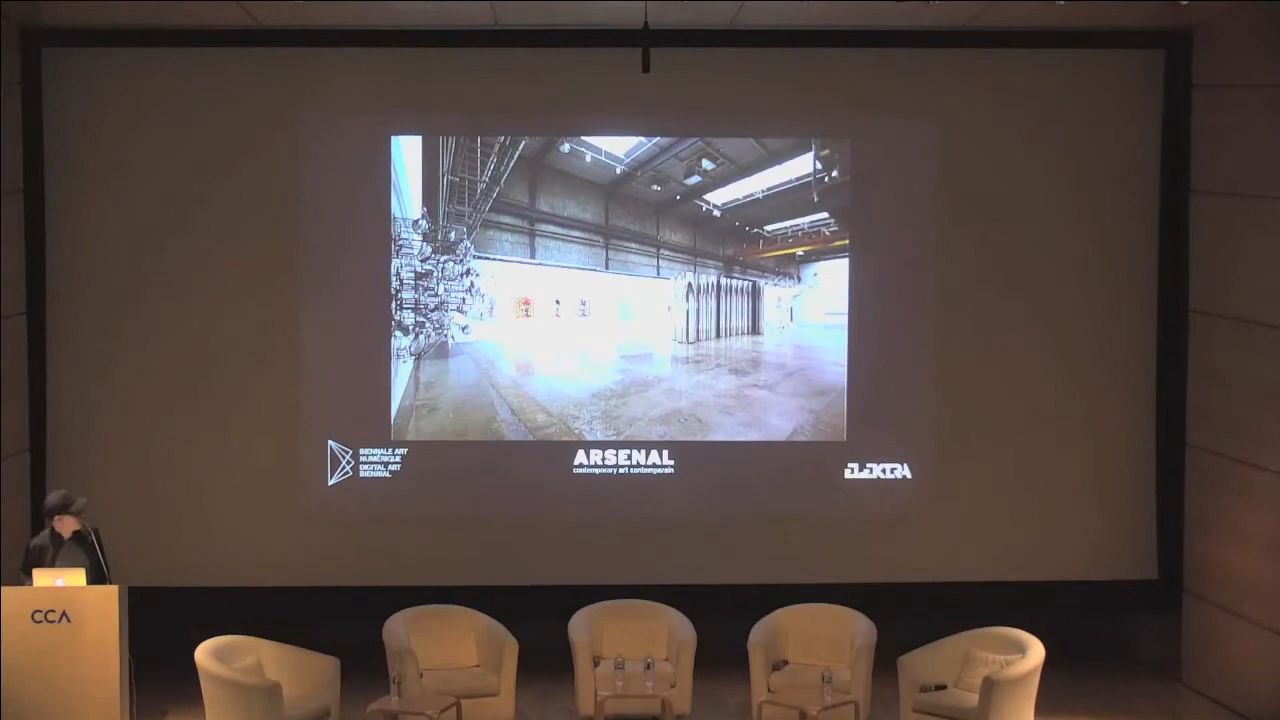 BIENNALE ART
NUMÉRIQUE
DIGITAL ART
BIENNIAL
ARSENAL
contemporary art contemporain
ELEKTRA
CCA